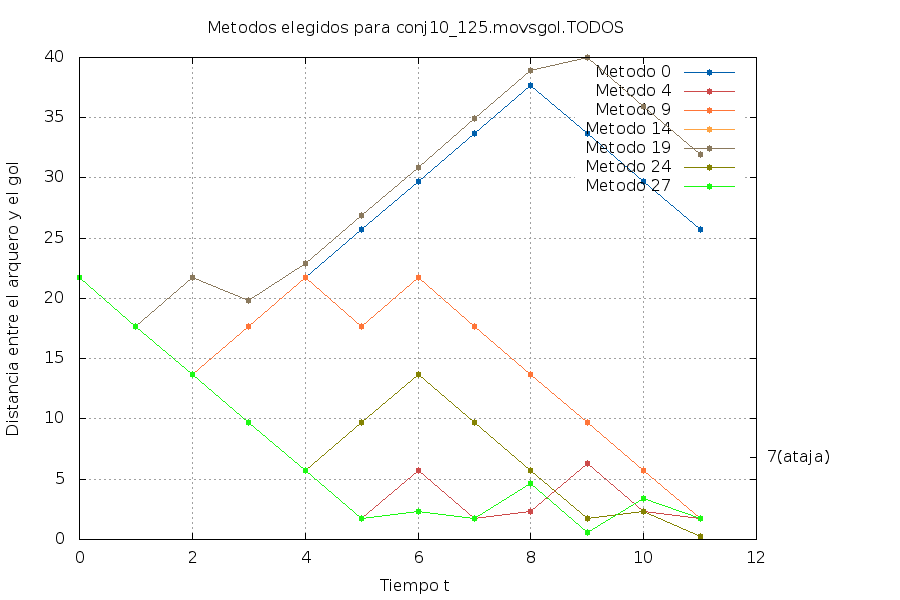 Metodos elegidos para conj10_125.movsgol.TODOS
Distancia entre el arquero y el gol
40
35
30
25
20
15
10
5
0
Metodo 0
Metodo 4
Metodo 9
Metodo 14
Metodo 19
Metodo 24
Metodo 27
7(ataja)
0 2 4 6 8 10 12
Tiempo t